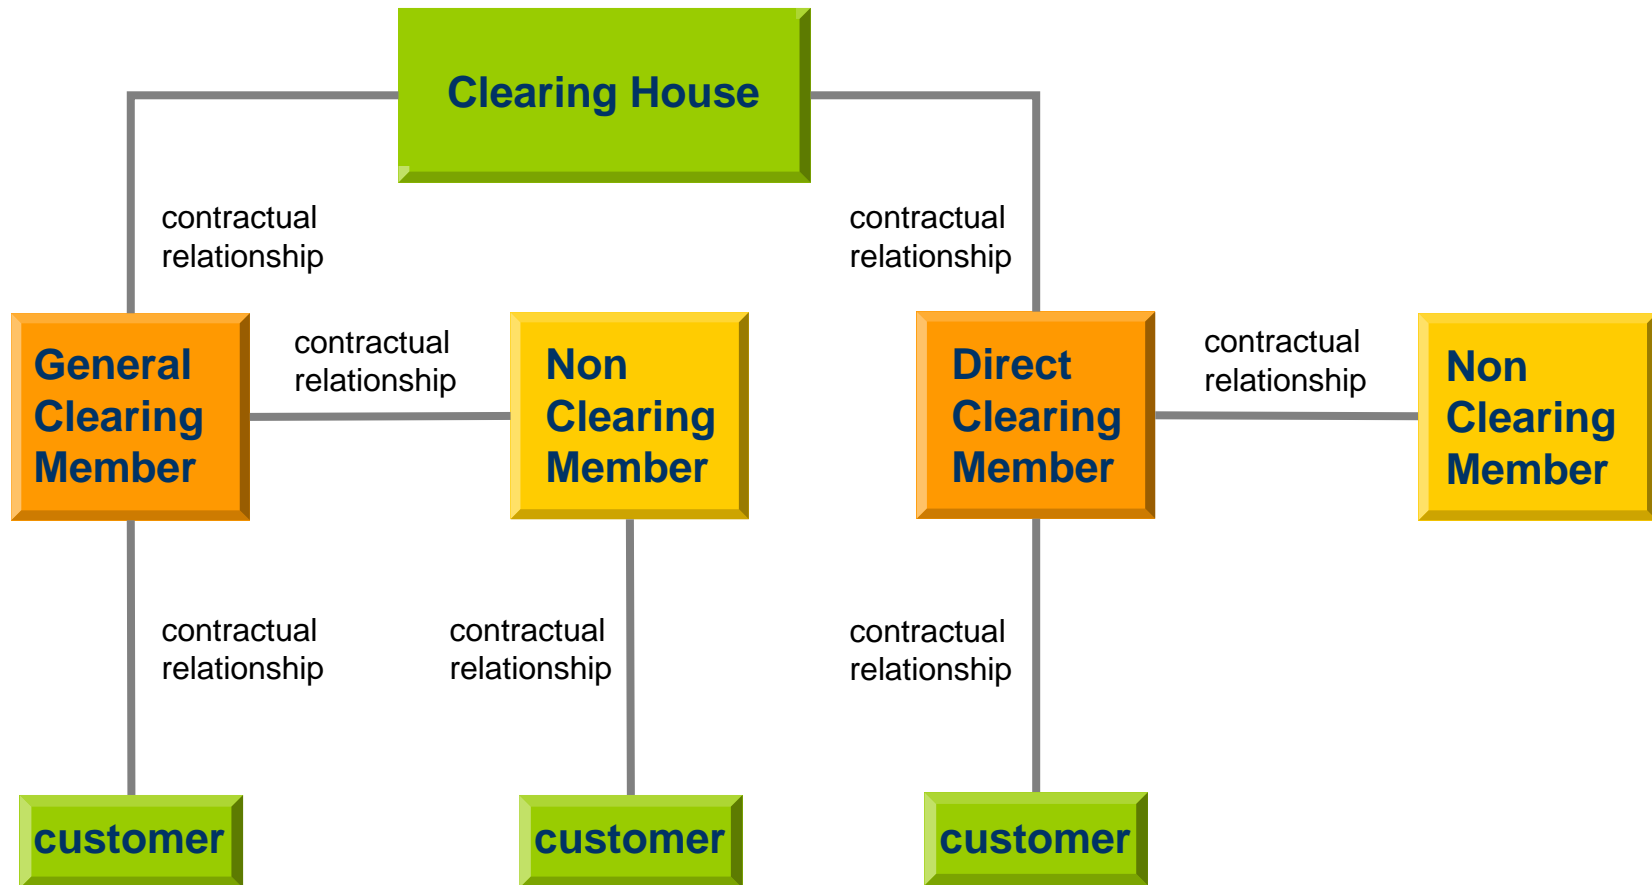 Clearing House
contractual
relationship
contractual
relationship
General
Clearing
Member
contractual
relationship
Non
Clearing
Member
Direct
Clearing
Member
contractual
relationship
Non
Clearing
Member
contractual
relationship
contractual
relationship
contractual
relationship
customer
customer
customer